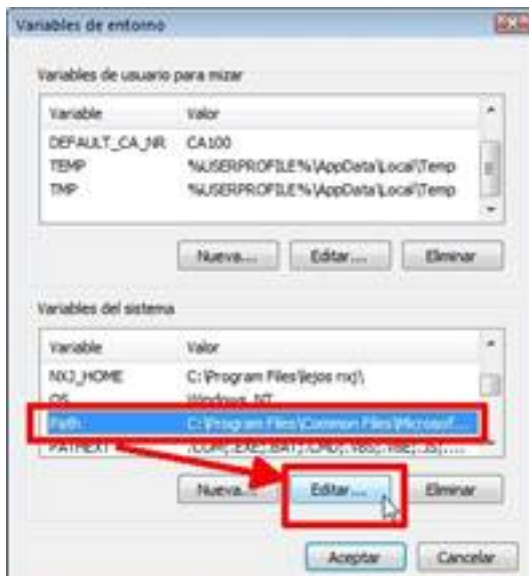 Variables de entorno
Variables de usuario para mizar
Variable Valor
DEFAULT_CA_NR CA100
TEMP %USERPROFILE%\AppData\Local\Temp
TMP %USERPROFILE%\AppData\Local\Temp
Nueva... Editar... Eliminar
Variables del sistema
Variable Valor
NXJ_HOME C:\Program Files\lejos nxj\
OS Windows_NT
Path C:\Program Files\Common Files\Microsof...
PATHEXT .COM;.EXE;.BAT;.CMD;.VBS;.VBE;.JS;....
Nueva... Editar... Eliminar
Aceptar Cancelar